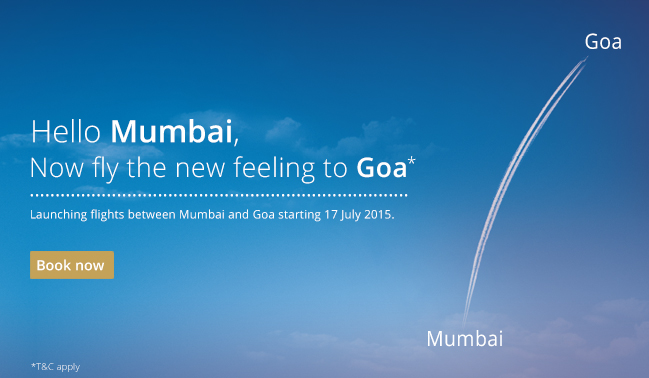 Goa
Hello Mumbai,
Now fly the new feeling to Goa*
Launching flights between Mumbai and Goa starting 17 July 2015.
Book now
Mumbai
*T&C apply